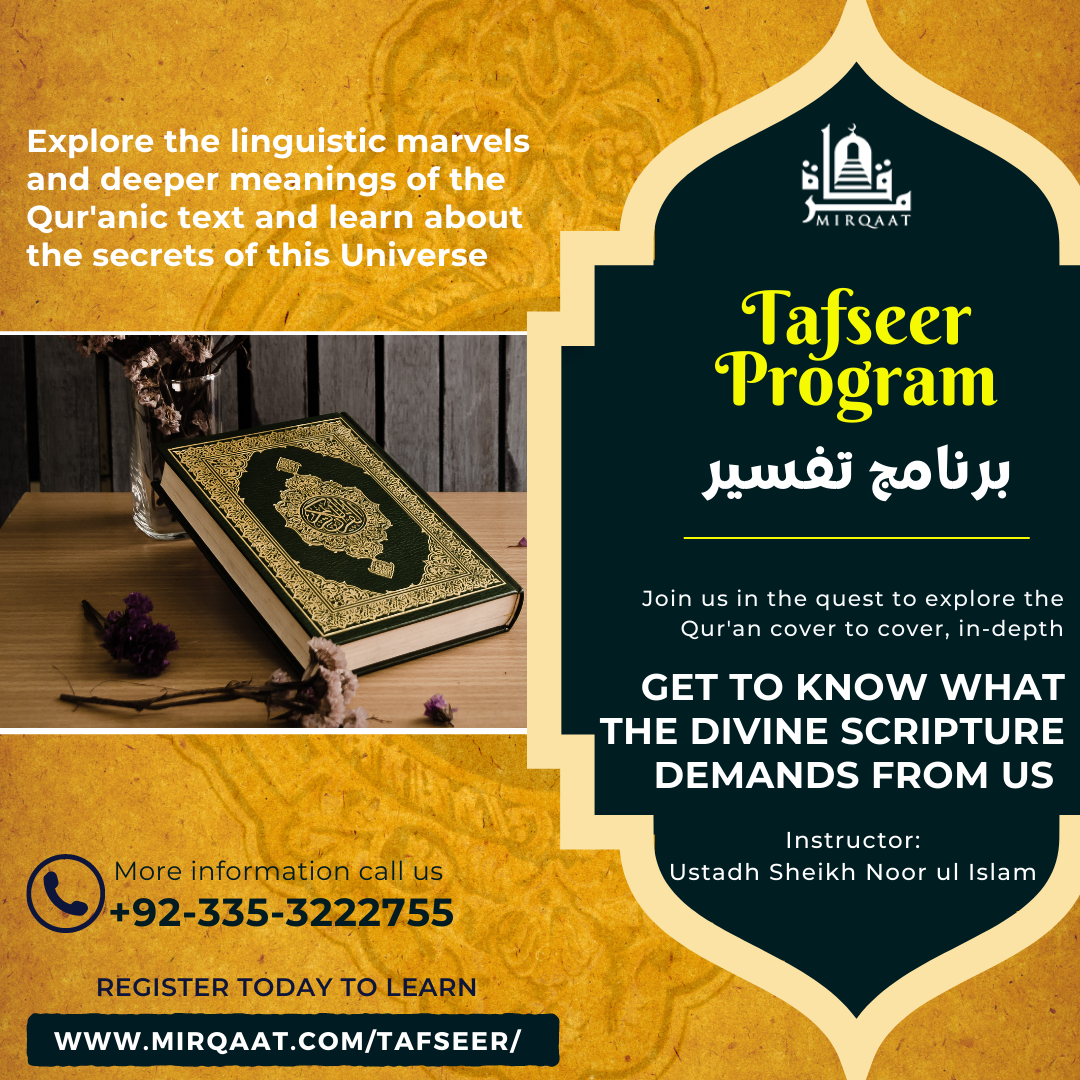 Explore the linguistic marvels
and deeper meanings of the
Qur'anic text and learn about
the secrets of this Universe
مرقاة
MIRQAAT
Tafseer
Program
برنامج تفسير
Join us in the quest to explore the
Qur'an cover to cover, in-depth
GET TO KNOW WHAT
THE DIVINE SCRIPTURE
DEMANDS FROM US
Instructor:
Ustadh Sheikh Noor ul Islam
More information call us
+92-335-3222755
REGISTER TODAY TO LEARN
WWW.MIRQAAT.COM/TAFSEER/